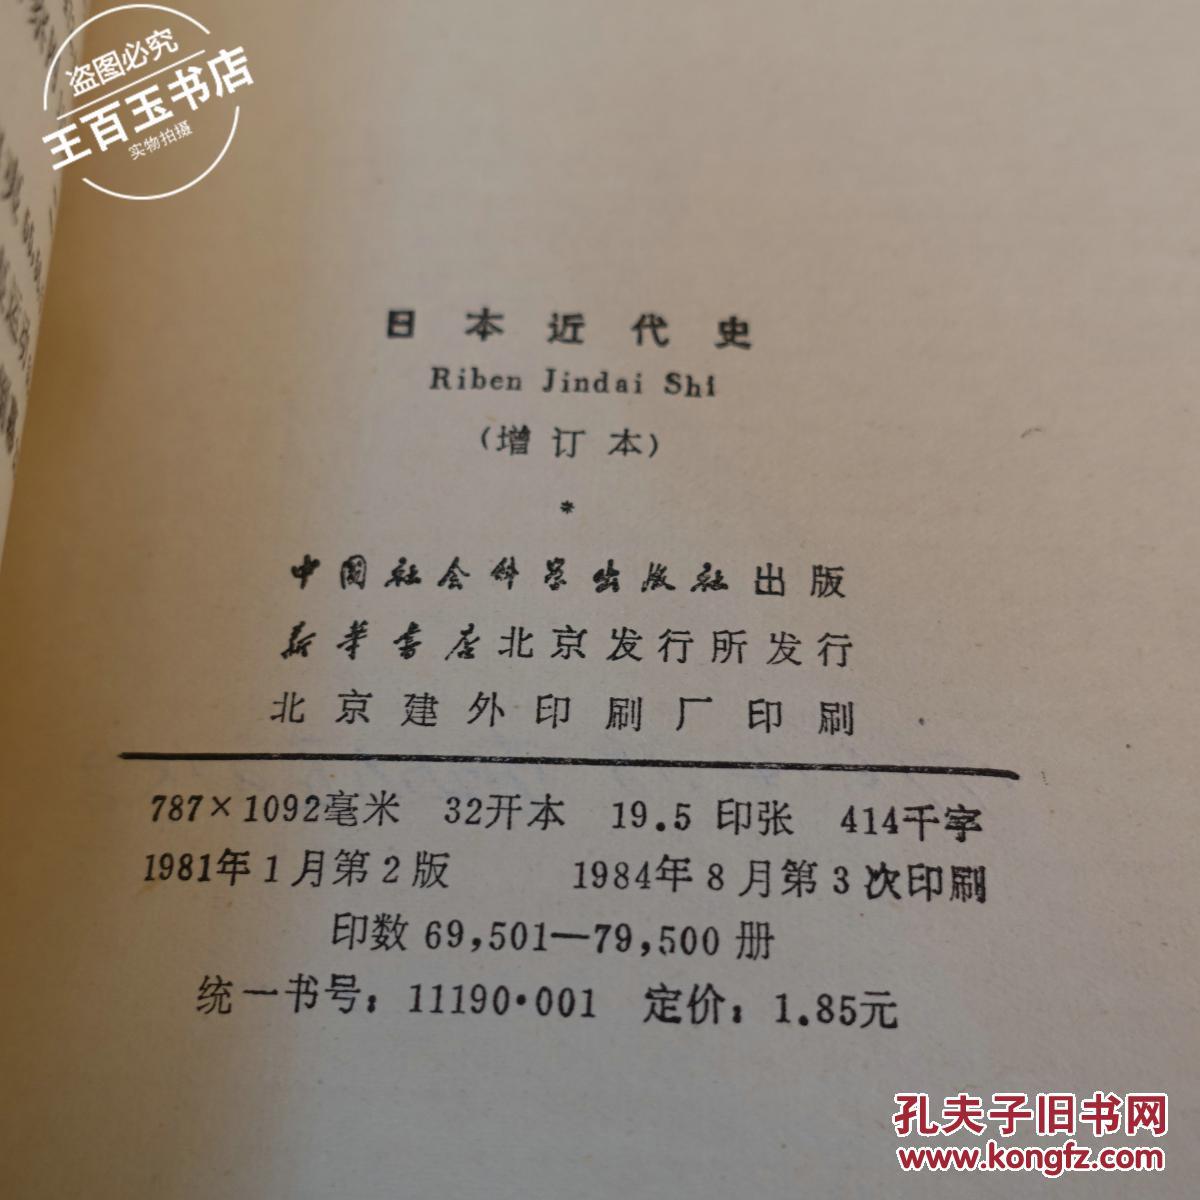 盗图必究
王百玉书店
实物拍摄
日本近代史
Riben Jindai Shi
(增订本)
*
中国社会科学出版社出版
新华书店北京发行所发行
北京建外印刷厂印刷
787×1092毫米 32开本 19.5 印张 414千字
1981年1月第2版 1984年8月第3次印刷
印数 69,501—79,500 册
统一书号：11190·001 定价：1.85元
孔夫子旧书网
www.kongfz.com